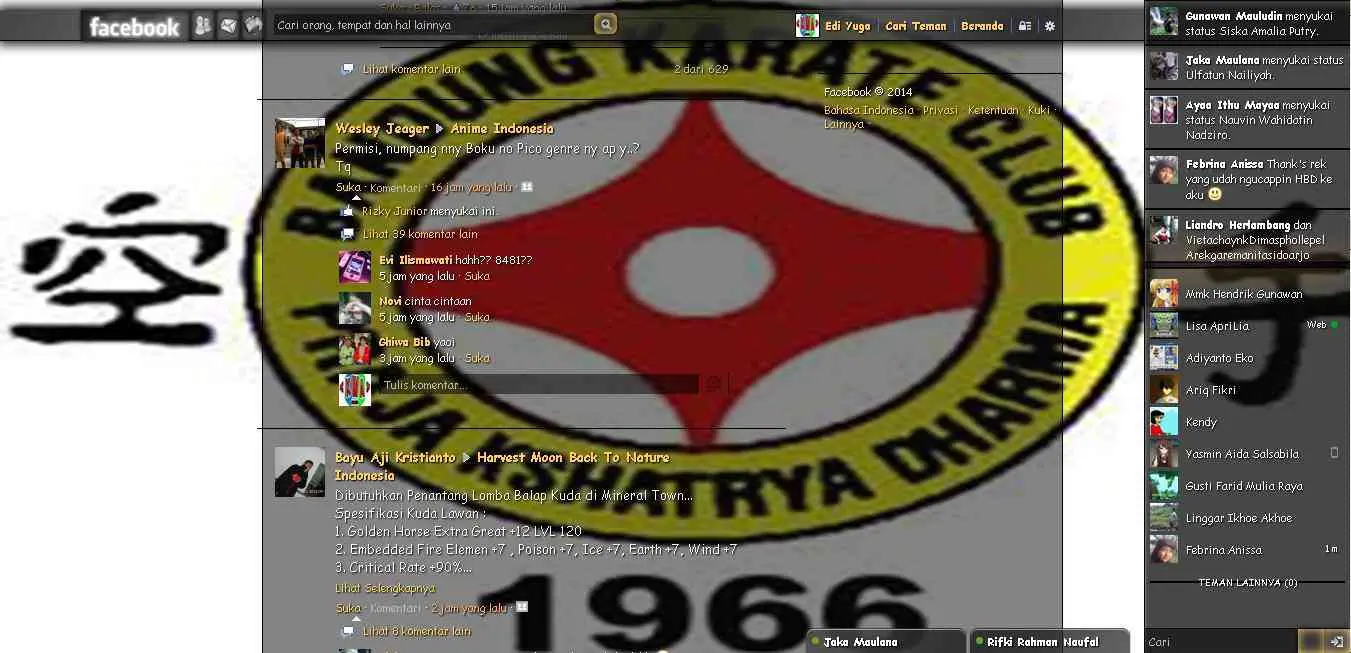 facebook
Cari orang, tempat dan hal lainnya
Edi Yuga
Cari Teman
Beranda
Lihat komentar lain
2 dari 629
Facebook © 2014
Bahasa Indonesia · Privasi · Ketentuan · Kuki ·
Lainnya
Wesley Jeager ▶ Anime Indonesia
Permisi, numpang nny Boku no Pico genre ny ap y..?
Tq
Suka · Komentari · 16 jam yang lalu ·
Rizky Junior menyukai ini.
Lihat 39 komentar lain
Evi Ilismawati hahh?? 8481??
5 jam yang lalu · Suka
Novi cinta cintaan
5 jam yang lalu · Suka
Ghiwa Bib yaoi
3 jam yang lalu · Suka
Tulis komentar...
Bayu Aji Kristianto ▶ Harvest Moon Back To Nature
Indonesia
Dibutuhkan Penantang Lomba Balap Kuda di Mineral Town...
Spesifikasi Kuda Lawan :
1. Golden Horse Extra Great +12 LVL 120
2. Embedded Fire Elemen +7 , Poison +7, Ice +7, Earth +7, Wind +7
3. Critical Rate +90%...
Lihat Selengkapnya
Suka · Komentari · 2 jam yang lalu ·
Lihat 8 komentar lain
BANDUNG KARATE CLUB
KSHATRYA DHARMA
1966
空
手
Gunawan Mauludin menyukai
status Siska Amalia Putry.
Jaka Maulana menyukai status
Ulfatun Nailiyah.
Ayaa Ithu Mayaa menyukai
status Nauvin Wahidatin
Nadziro.
Febrina Anissa Thank's rek
yang udah ngucappin HBD ke
aku
Liandro Herlambang dan
VietachaynkDimasphollepel
Arekgaremanitasidoarjo
Mmk Hendrik Gunawan
Lisa ApriLia
Web
Adiyanto Eko
Ariq Fikri
Kendy
Yasmin Aida Salsabila
Gusti Farid Mulia Raya
Linggar Ikhoe Akhoe
Febrina Anissa
1m
TEMAN LAINNYA (0)
Cari
Jaka Maulana
Rifki Rahman Naufal